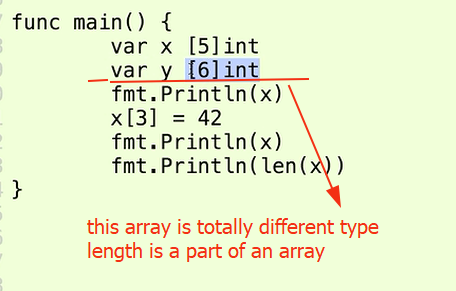 func main() {
var x [5]int
var y [6]int
fmt.Println(x)
x[3] = 42
fmt.Println(x)
fmt.Println(len(x))
}
this array is totally different type
length is a part of an array